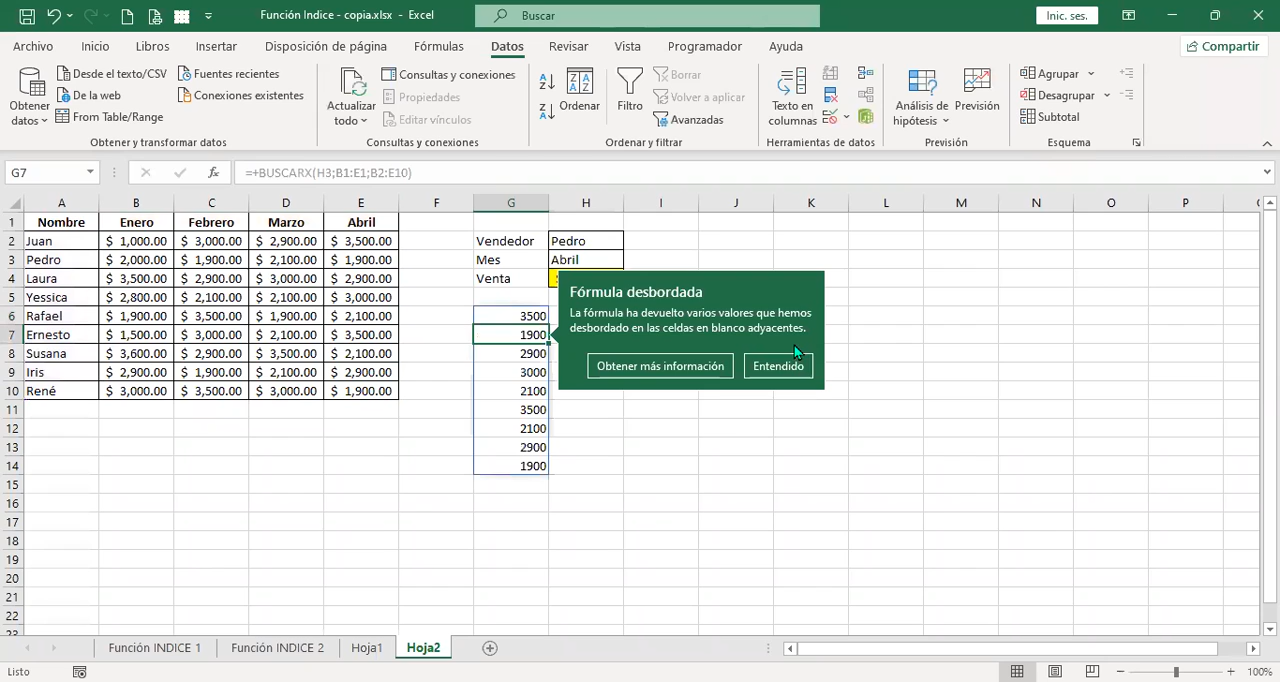 Función Indice - copia.xlsx - Excel
Buscar
Inic. ses.
Archivo Inicio Libros Insertar Disposición de página Fórmulas Datos Revisar Vista Programador Ayuda
Compartir
Obtener datos
Desde el texto/CSV
De la web
From Table/Range
Fuentes recientes
Conexiones existentes
Obtener y transformar datos
Actualizar todo
Consultas y conexiones
Propiedades
Editar vínculos
Consultas y conexiones
Ordenar
Filtro
Borrar
Volver a aplicar
Avanzadas
Ordenar y filtrar
Texto en columnas
Herramientas de datos
Análisis de hipótesis
Previsión
Previsión
Agrupar
Desagrupar
Subtotal
Esquema
G7
fx
=+BUSCARX(H3;B1:E1;B2:E10)
A B C D E F G H I J K L M N O P
1 Nombre Enero Febrero Marzo Abril
2 Juan $ 1,000.00 $ 3,000.00 $ 2,900.00 $ 3,500.00 Vendedor Pedro
3 Pedro $ 2,000.00 $ 1,900.00 $ 2,100.00 $ 1,900.00 Mes Abril
4 Laura $ 3,500.00 $ 2,900.00 $ 3,000.00 $ 2,900.00 Venta
5 Yessica $ 2,800.00 $ 2,100.00 $ 2,100.00 $ 3,000.00
6 Rafael $ 1,900.00 $ 3,500.00 $ 1,900.00 $ 2,100.00 3500
7 Ernesto $ 1,500.00 $ 3,000.00 $ 2,100.00 $ 3,500.00 1900
8 Susana $ 3,600.00 $ 2,900.00 $ 3,500.00 $ 2,100.00 2900
9 Iris $ 2,900.00 $ 1,900.00 $ 2,100.00 $ 2,900.00 3000
10 René $ 3,000.00 $ 3,500.00 $ 3,000.00 $ 1,900.00 2100
11 3500
12 2100
13 2900
14 1900
15
16
17
18
19
20
21
22
23
Fórmula desbordada
La fórmula ha devuelto varios valores que hemos
desbordado en las celdas en blanco adyacentes.
Obtener más información Entendido
Función INDICE 1 Función INDICE 2 Hoja1 Hoja2
Listo
100%